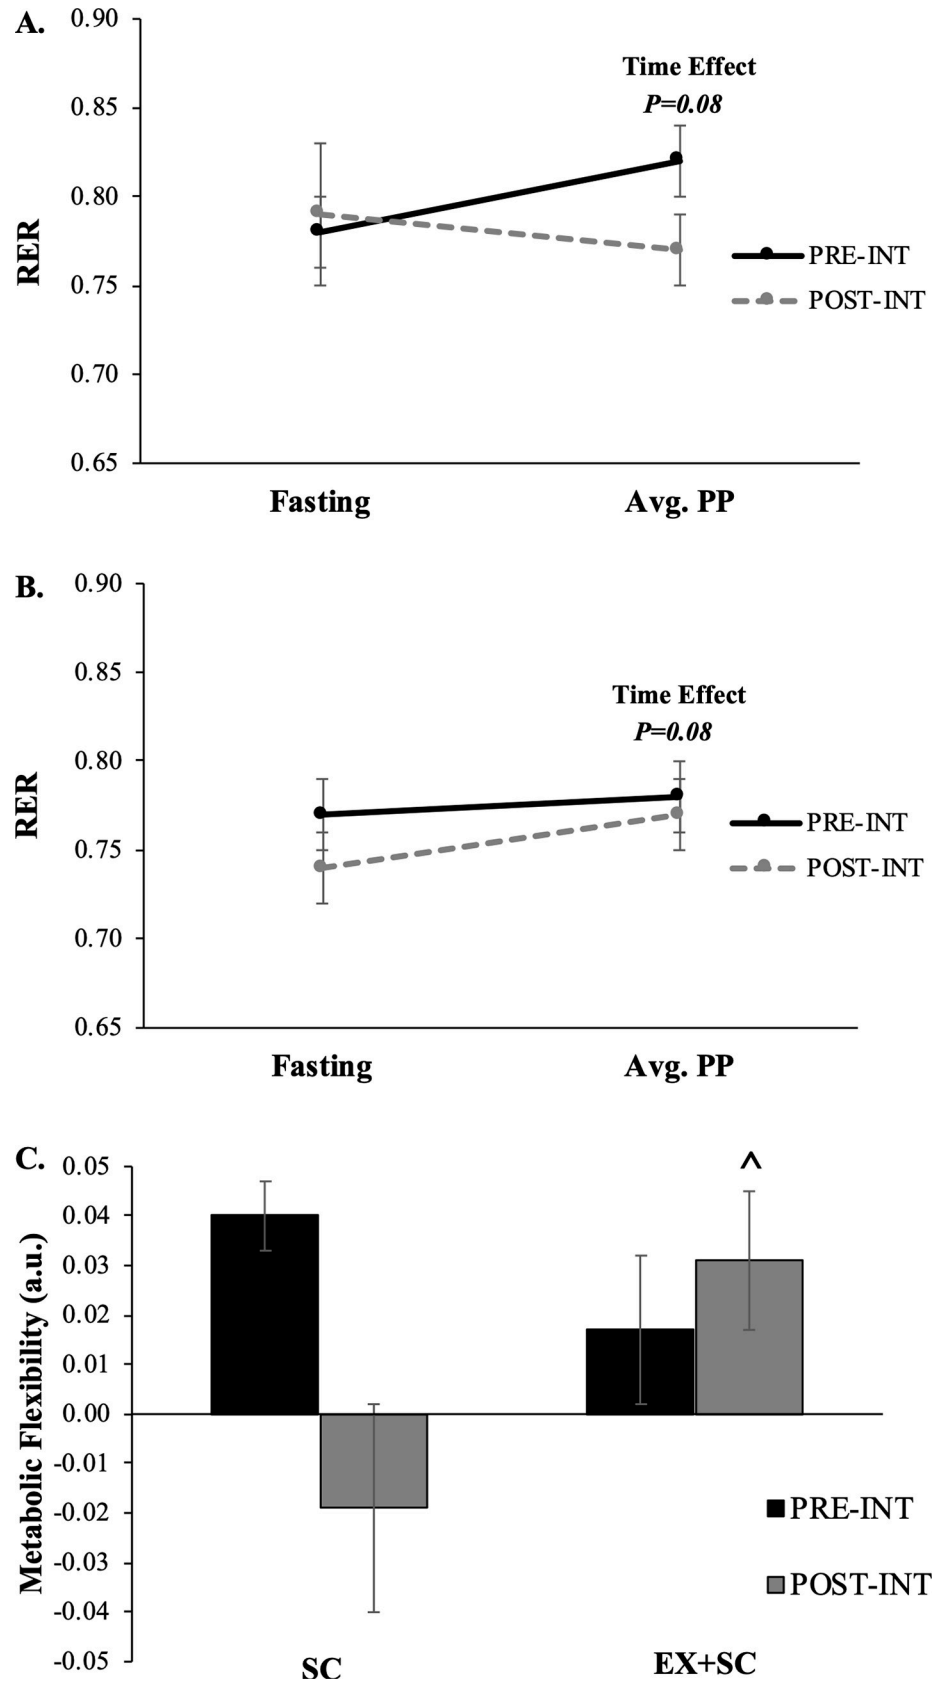 A.
0.90
Time Effect
P=0.08
0.85
0.80
RER
0.75
PRE-INT
POST-INT
0.70
0.65
Fasting Avg. PP
B.
0.90
0.85
Time Effect
P=0.08
0.80
RER
0.75
PRE-INT
POST-INT
0.70
0.65
Fasting Avg. PP
C.
0.05
^
0.04
0.03
0.02
0.01
0.00
-0.01
-0.02
-0.03
-0.04
-0.05
Metabolic Flexibility (a.u.)
PRE-INT
POST-INT
SC EX+SC